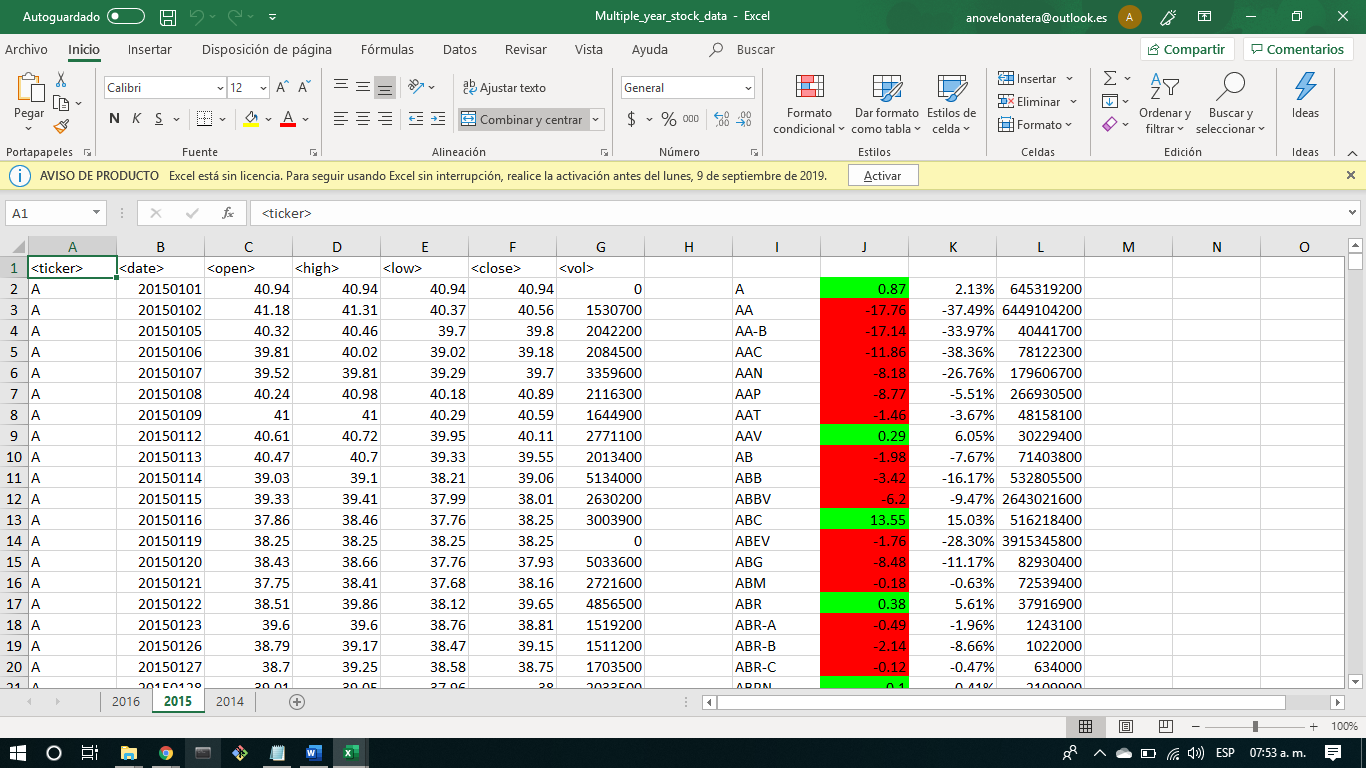 Autoguardado
Multiple_year_stock_data - Excel
anovelonatera@outlook.es
A
Archivo Inicio Insertar Disposición de página Fórmulas Datos Revisar Vista Ayuda Buscar
Compartir
Comentarios
Pegar
Calibri 12
N K S A
ab Ajustar texto
Combinar y centrar
General
$ % 000
Formato condicional
Dar formato como tabla
Estilos de celda
Insertar
Eliminar
Formato
Ordenar y filtrar
Buscar y seleccionar
Ideas
Portapapeles Fuente Alineación Número Estilos Celdas Edición Ideas
AVISO DE PRODUCTO Excel está sin licencia. Para seguir usando Excel sin interrupción, realice la activación antes del lunes, 9 de septiembre de 2019. Activar
A1 fx <ticker>
A B C D E F G H I J K L M N O
1 <ticker> <date> <open> <high> <low> <close> <vol>
2 A 20150101 40.94 40.94 40.94 40.94 0 A 0.87 2.13% 645319200
3 A 20150102 41.18 41.31 40.37 40.56 1530700 AA -17.76 -37.49% 6449104200
4 A 20150105 40.32 40.46 39.7 39.8 2042200 AA-B -17.14 -33.97% 40441700
5 A 20150106 39.81 40.02 39.02 39.18 2084500 AAC -11.86 -38.36% 78122300
6 A 20150107 39.52 39.81 39.29 39.7 3359600 AAN -8.18 -26.76% 179606700
7 A 20150108 40.24 40.98 40.18 40.89 2116300 AAP -8.77 -5.51% 266930500
8 A 20150109 41 41 40.29 40.59 1644900 AAT -1.46 -3.67% 48158100
9 A 20150112 40.61 40.72 39.95 40.11 2771100 AAV 0.29 6.05% 30229400
10 A 20150113 40.47 40.7 39.33 39.55 2013400 AB -1.98 -7.67% 71403800
11 A 20150114 39.03 39.1 38.21 39.06 5134000 ABB -3.42 -16.17% 532805500
12 A 20150115 39.33 39.41 37.99 38.01 2630200 ABBV -6.2 -9.47% 2643021600
13 A 20150116 37.86 38.46 37.76 38.25 3003900 ABC 13.55 15.03% 516218400
14 A 20150119 38.25 38.25 38.25 38.25 0 ABEV -1.76 -28.30% 3915345800
15 A 20150120 38.43 38.66 37.76 37.93 5033600 ABG -8.48 -11.17% 82930400
16 A 20150121 37.75 38.41 37.68 38.16 2721600 ABM -0.18 -0.63% 72539400
17 A 20150122 38.51 39.86 38.12 39.65 4856500 ABR 0.38 5.61% 37916900
18 A 20150123 39.6 39.6 38.76 38.81 1519200 ABR-A -0.49 -1.96% 1243100
19 A 20150126 38.79 39.17 38.47 39.15 1511200 ABR-B -2.14 -8.66% 1022000
20 A 20150127 38.7 39.25 38.58 38.75 1703500 ABR-C -0.12 -0.47% 634000
21 A 20150128 39.01 39.05 37.96 38 2033500 ABRN 0.1 0.41% 2109900
2016 2015 2014
100%
ESP 07:53 a. m.